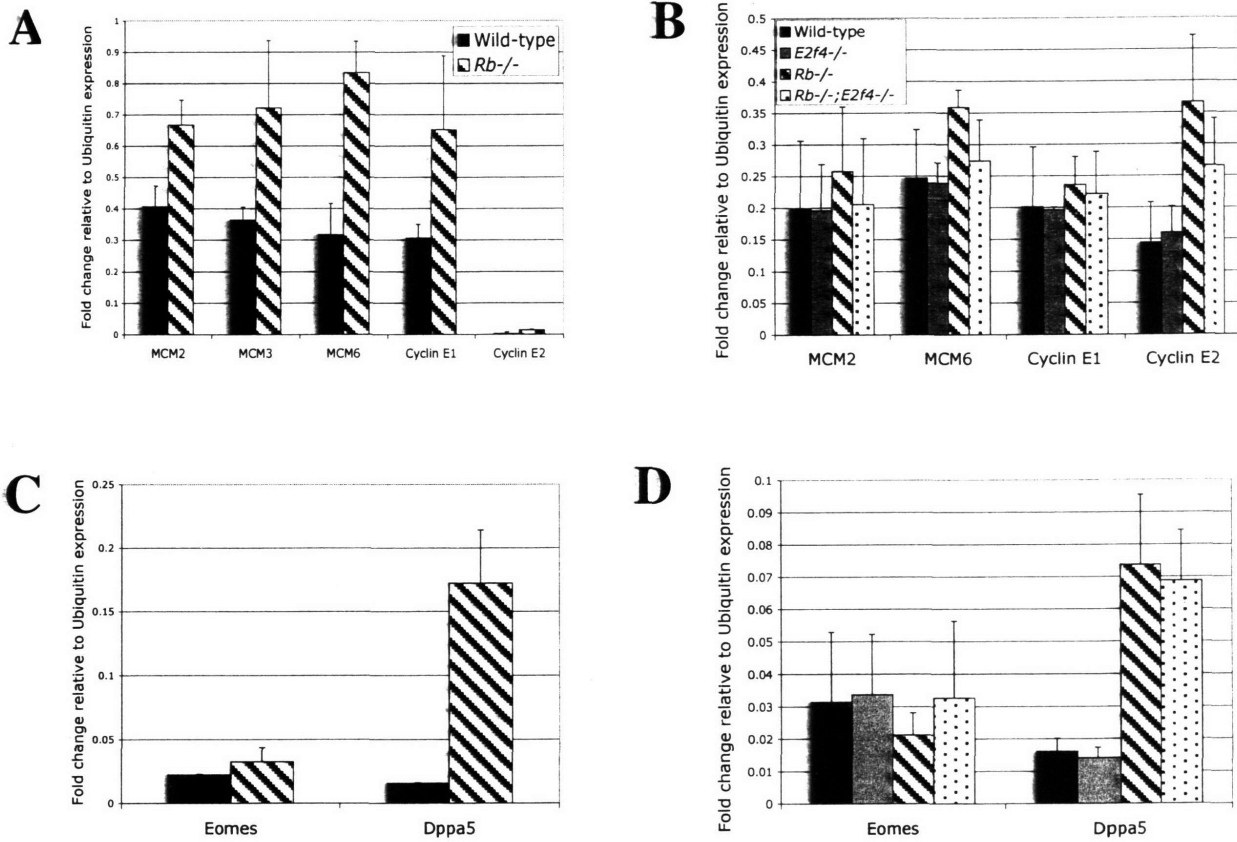 A
Fold change relative to Ubiquitin expression
1
0.9
0.8
0.7
0.6
0.5
0.4
0.3
0.2
0.1
0
Wild-type
Rb-/-
MCM2 MCM3 MCM6 Cyclin E1 Cyclin E2
B
Fold change relative to Ubiquitin expression
0.5
0.45
0.4
0.35
0.3
0.25
0.2
0.15
0.1
0.05
0
Wild-type
E2f4-/-
Rb-/-
Rb-/-;E2f4-/-
MCM2 MCM6 Cyclin E1 Cyclin E2
C
Fold change relative to Ubiquitin expression
0.25
0.2
0.15
0.1
0.05
0
Eomes Dppa5
D
Fold change relative to Ubiquitin expression
0.1
0.09
0.08
0.07
0.06
0.05
0.04
0.03
0.02
0.01
0
Eomes Dppa5